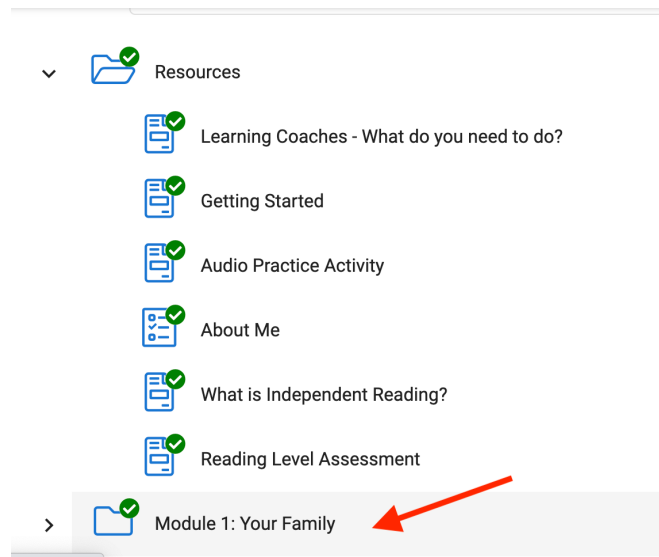 Resources
Learning Coaches - What do you need to do?
Getting Started
Audio Practice Activity
About Me
What is Independent Reading?
Reading Level Assessment
Module 1: Your Family